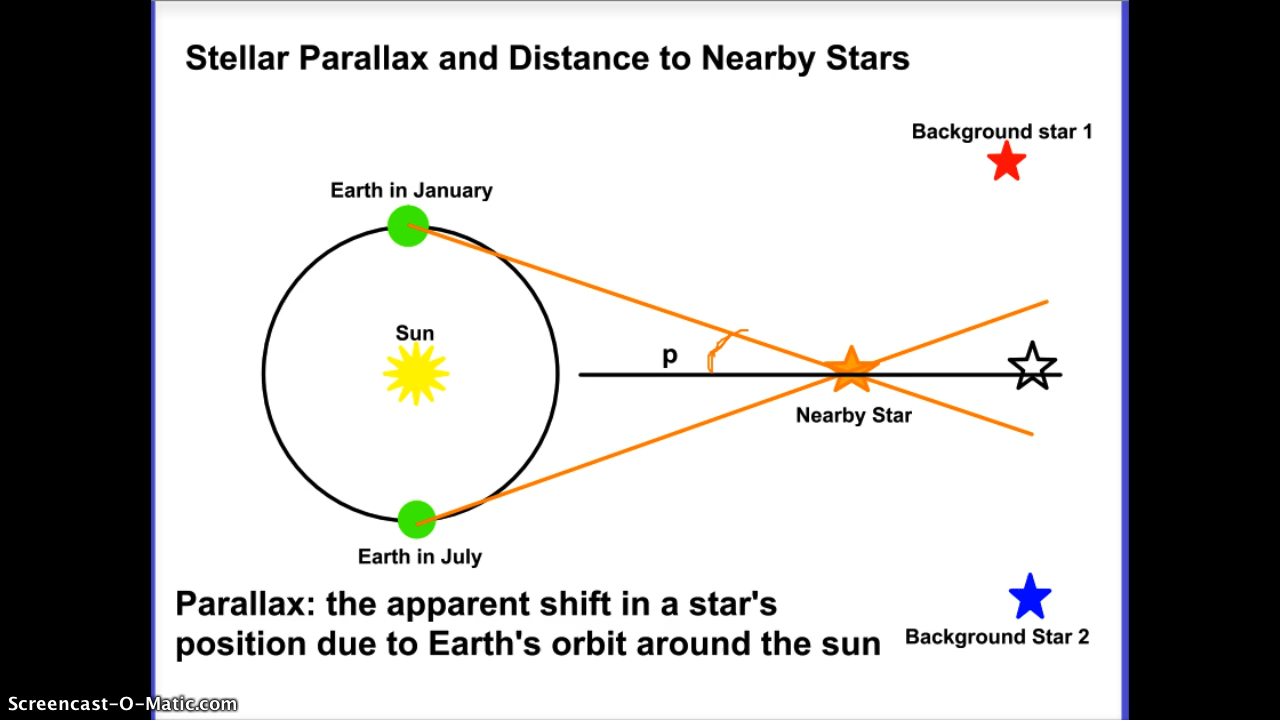 Stellar Parallax and Distance to Nearby Stars
Background star 1
Earth in January
Sun
p
Nearby Star
Earth in July
Parallax: the apparent shift in a star's
position due to Earth's orbit around the sun
Background Star 2
Screencast-O-Matic.com